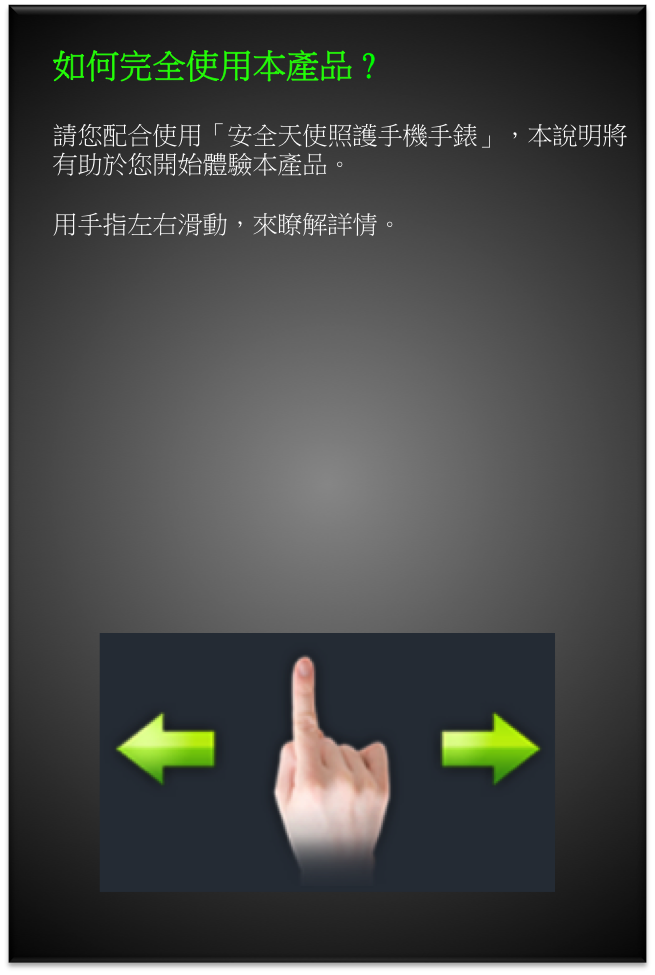 如何完全使用本產品？
請您配合使用「安全天使照護手機手錶」，本說明將
有助於您開始體驗本產品。
用手指左右滑動，來瞭解詳情。